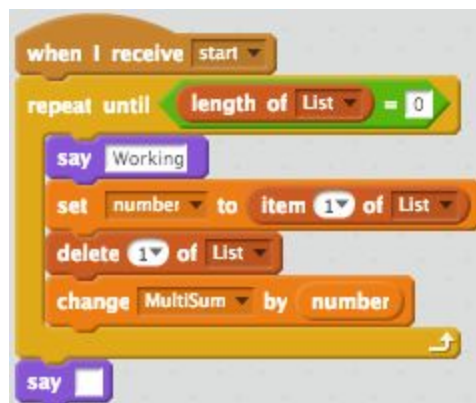 when I receive start
repeat until length of List = 0
say Working
set number to item 1 of List
delete 1 of List
change MultiSum by number
say